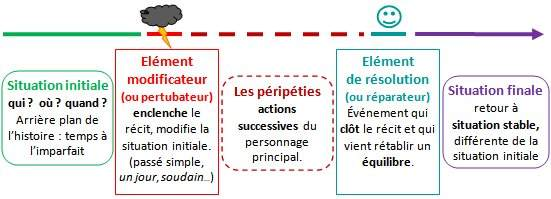 Situation initiale
qui ? où ? quand ?
Arrière plan de
l'histoire : temps à
l'imparfait
Elément
modificateur
(ou pertubateur)
enclenche le
récit, modifie la
situation initiale.
(passé simple,
un jour, soudain...)
Les péripéties
actions
successives du
personnage
principal.
Elément
de résolution
(ou réparateur)
Événement qui
clôt le récit et qui
vient rétablir un
équilibre.
Situation finale
retour à
situation stable,
différente de la
situation initiale